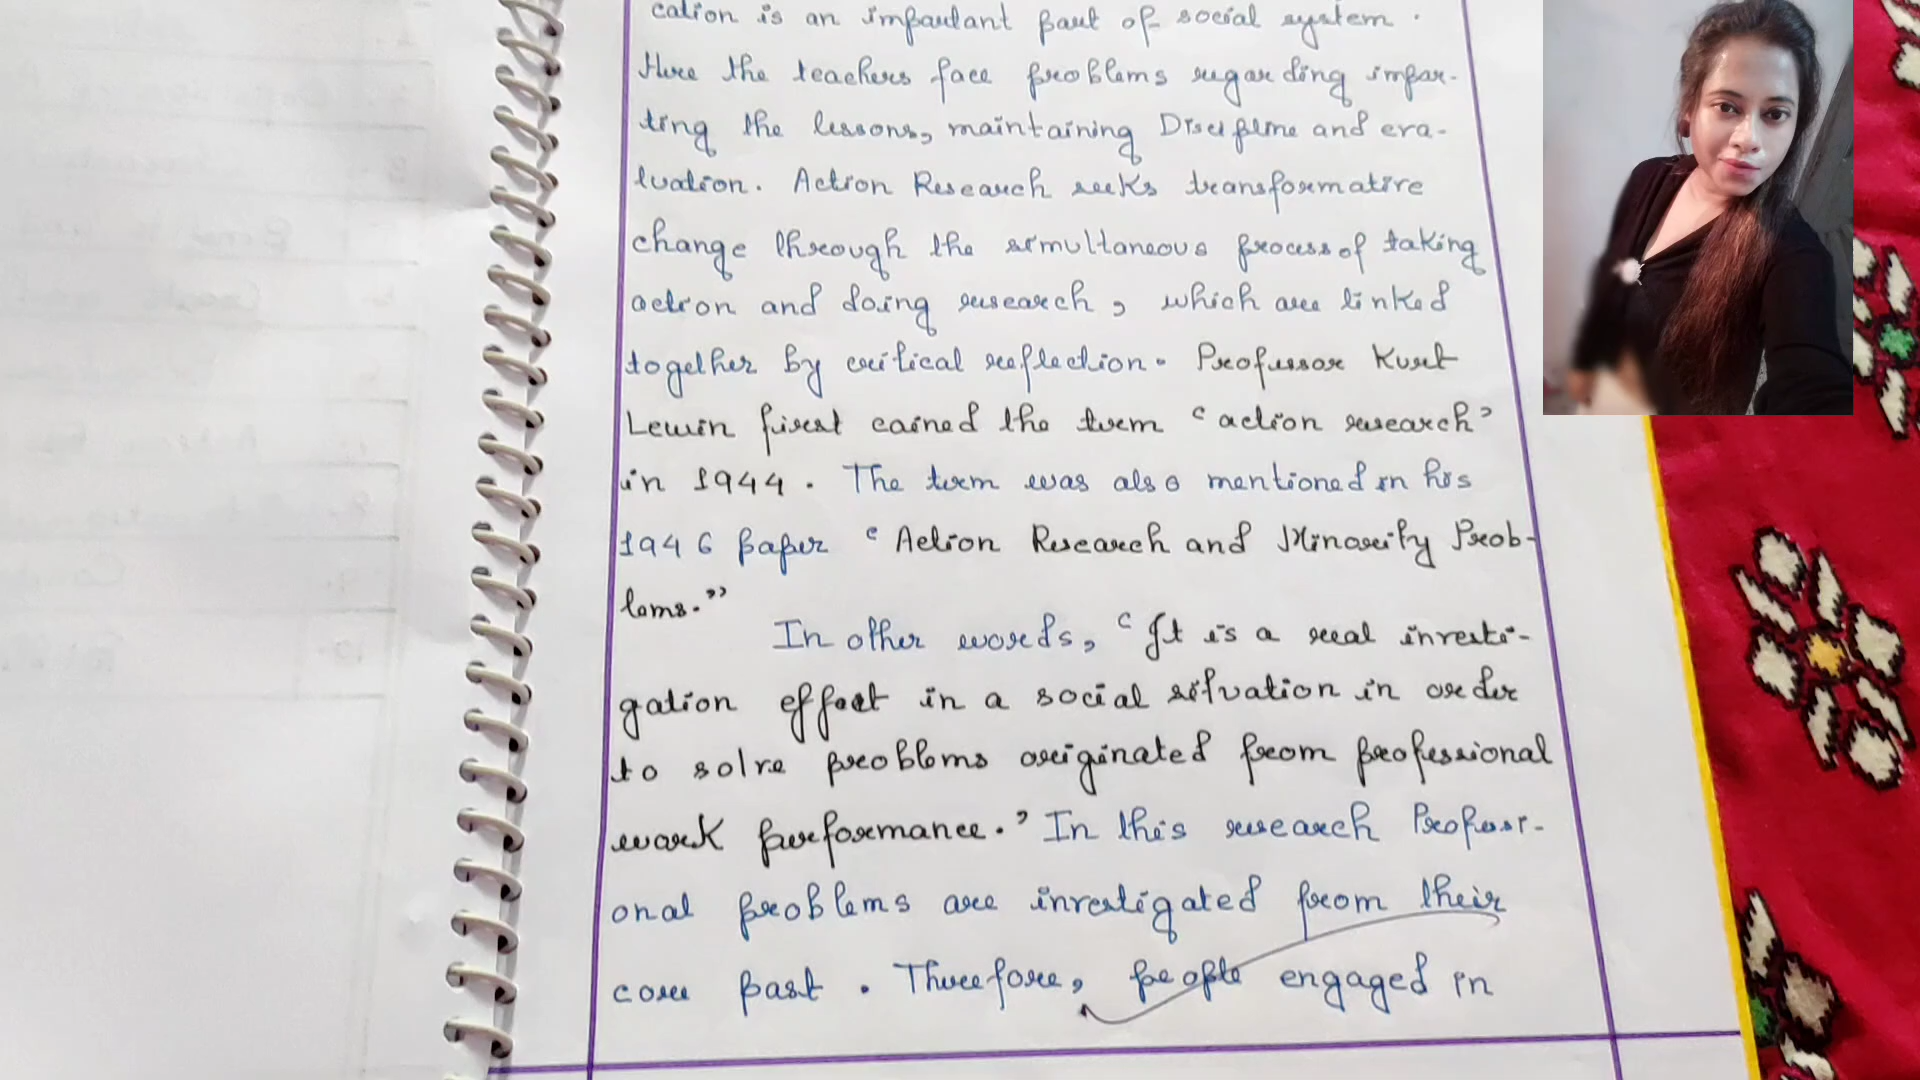 cation is an important part of social system.
Here the teachers face problems regarding impar-
ting the lessons, maintaining Discipline and eva-
luation. Action Research seeks transformative
change through the simultaneous process of taking
action and doing research, which are linked
together by critical reflection. Professor Kurt
Lewin first coined the term 'action research'
in 1944. The term was also mentioned in his
1946 paper "Action Research and Minority Prob-
lems."
In other words, 'It is a real investi-
gation effort in a social situation in order
to solve problems originated from professional
work performance.' In this research Professi-
onal problems are investigated from their
core past. Therefore, people engaged in